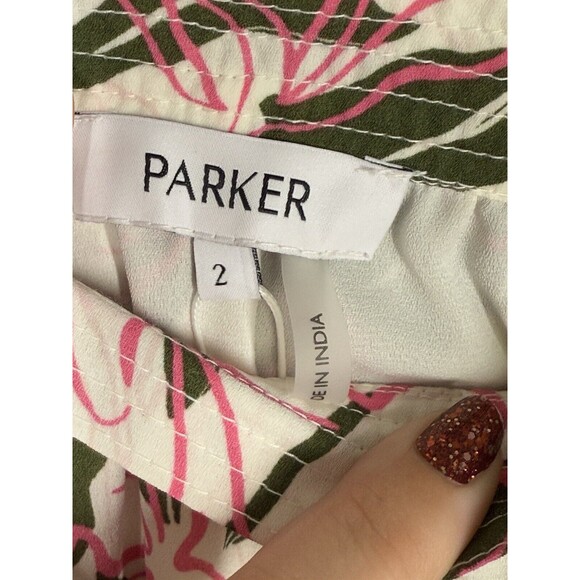 PARKER
2
DE IN INDIA